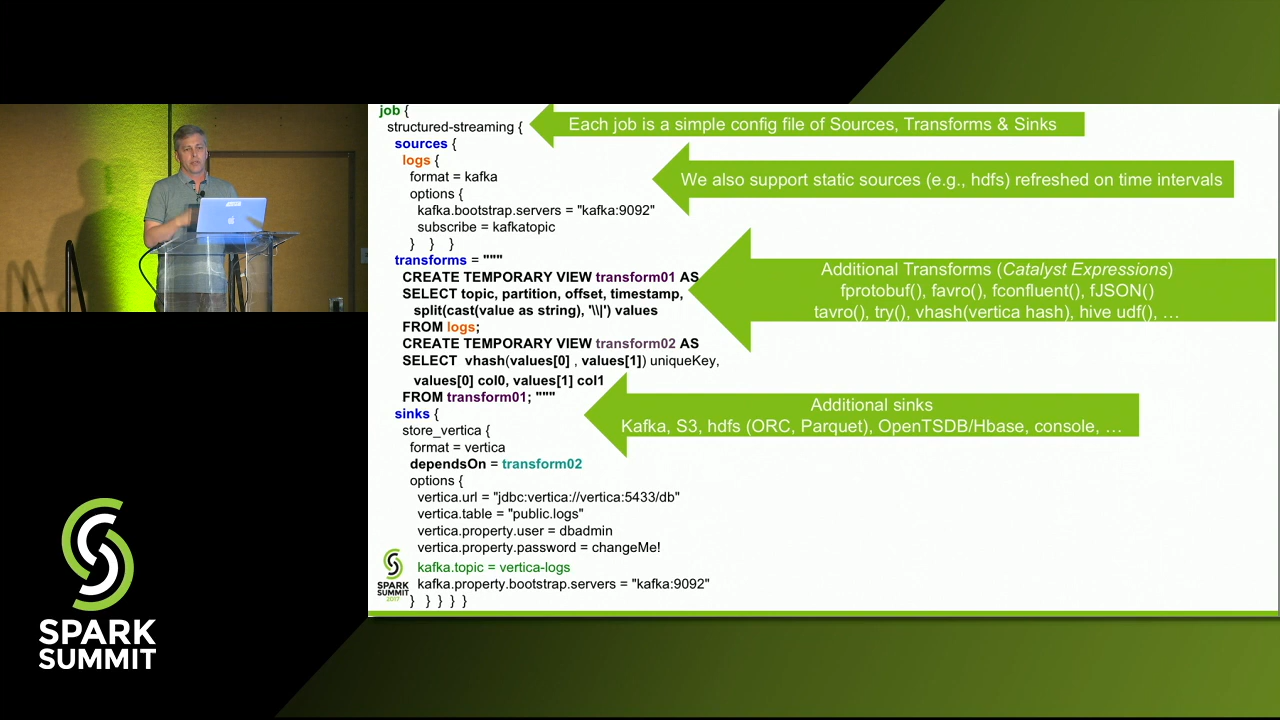 job {
structured-streaming {
sources {
logs {
format = kafka
options {
kafka.bootstrap.servers = "kafka:9092"
subscribe = kafkatopic
} } }
transforms = """
CREATE TEMPORARY VIEW transform01 AS
SELECT topic, partition, offset, timestamp,
split(cast(value as string), '\\|') values
FROM logs;
CREATE TEMPORARY VIEW transform02 AS
SELECT vhash(values[0] , values[1]) uniqueKey,
values[0] col0, values[1] col1
FROM transform01; """
sinks {
store_vertica {
format = vertica
dependsOn = transform02
options {
vertica.url = "jdbc:vertica://vertica:5433/db"
vertica.table = "public.logs"
vertica.property.user = dbadmin
vertica.property.password = changeMe!
kafka.topic = vertica-logs
kafka.property.bootstrap.servers = "kafka:9092"
} } } } }
Each job is a simple config file of Sources, Transforms & Sinks
We also support static sources (e.g., hdfs) refreshed on time intervals
Additional Transforms (Catalyst Expressions)
fprotobuf(), favro(), fconfluent(), fJSON()
tavro(), try(), vhash(vertica hash), hive udf(), …
Additional sinks
Kafka, S3, hdfs (ORC, Parquet), OpenTSDB/Hbase, console, …
SPARK
SUMMIT
2017
SPARK
SUMMIT